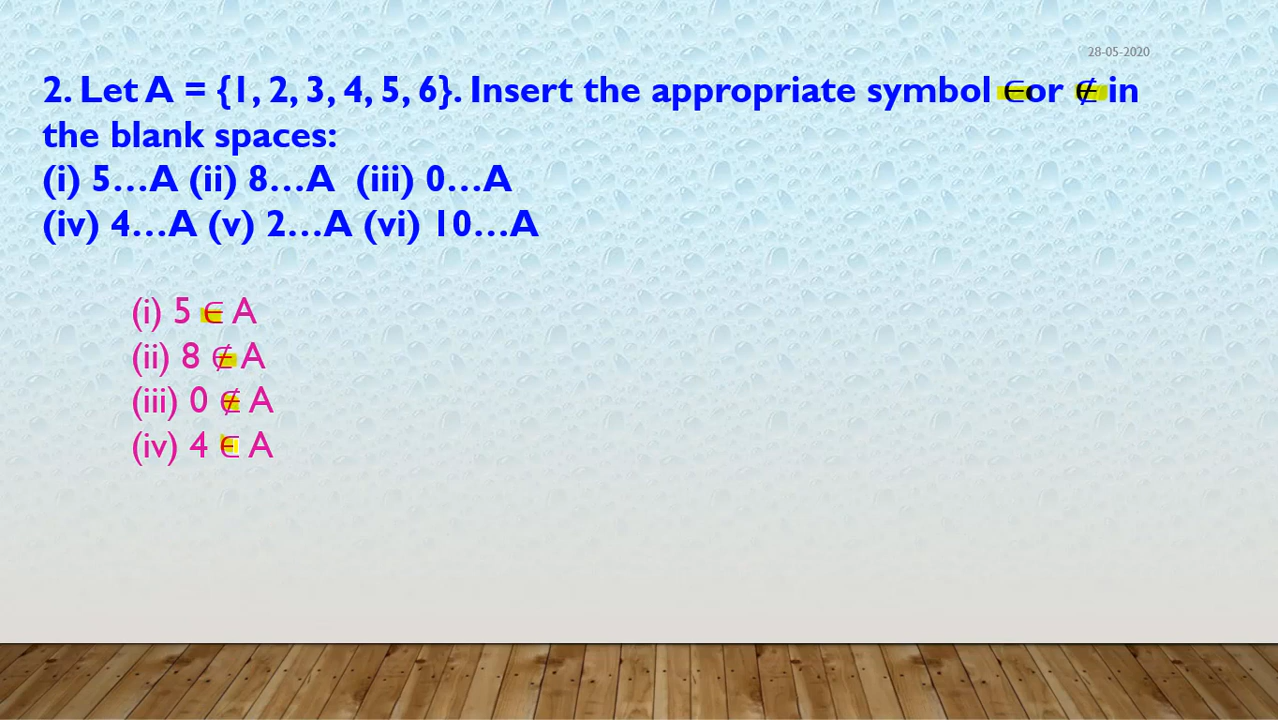 28-05-2020
2. Let A = {1, 2, 3, 4, 5, 6}. Insert the appropriate symbol ∈or ∉ in
the blank spaces:
(i) 5…A (ii) 8…A (iii) 0…A
(iv) 4…A (v) 2…A (vi) 10…A
(i) 5 ∈ A
(ii) 8 ∉ A
(iii) 0 ∉ A
(iv) 4 ∈ A